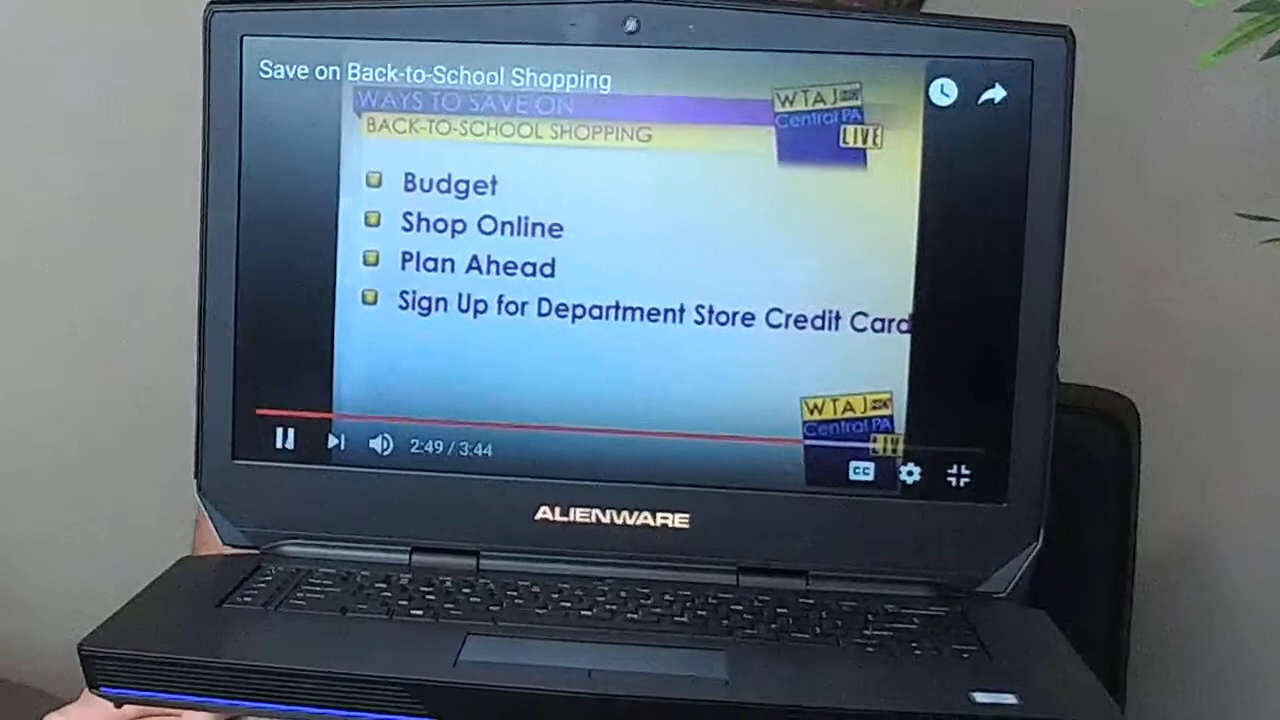 Save on Back-to-School Shopping
WAYS TO SAVE ON
BACK-TO-SCHOOL SHOPPING
WTAJ
Central PA
LIVE
Budget
Shop Online
Plan Ahead
Sign Up for Department Store Credit Card
WTAJ
Central PA
LIV
2:49 / 3:44
CC
ALIENWARE